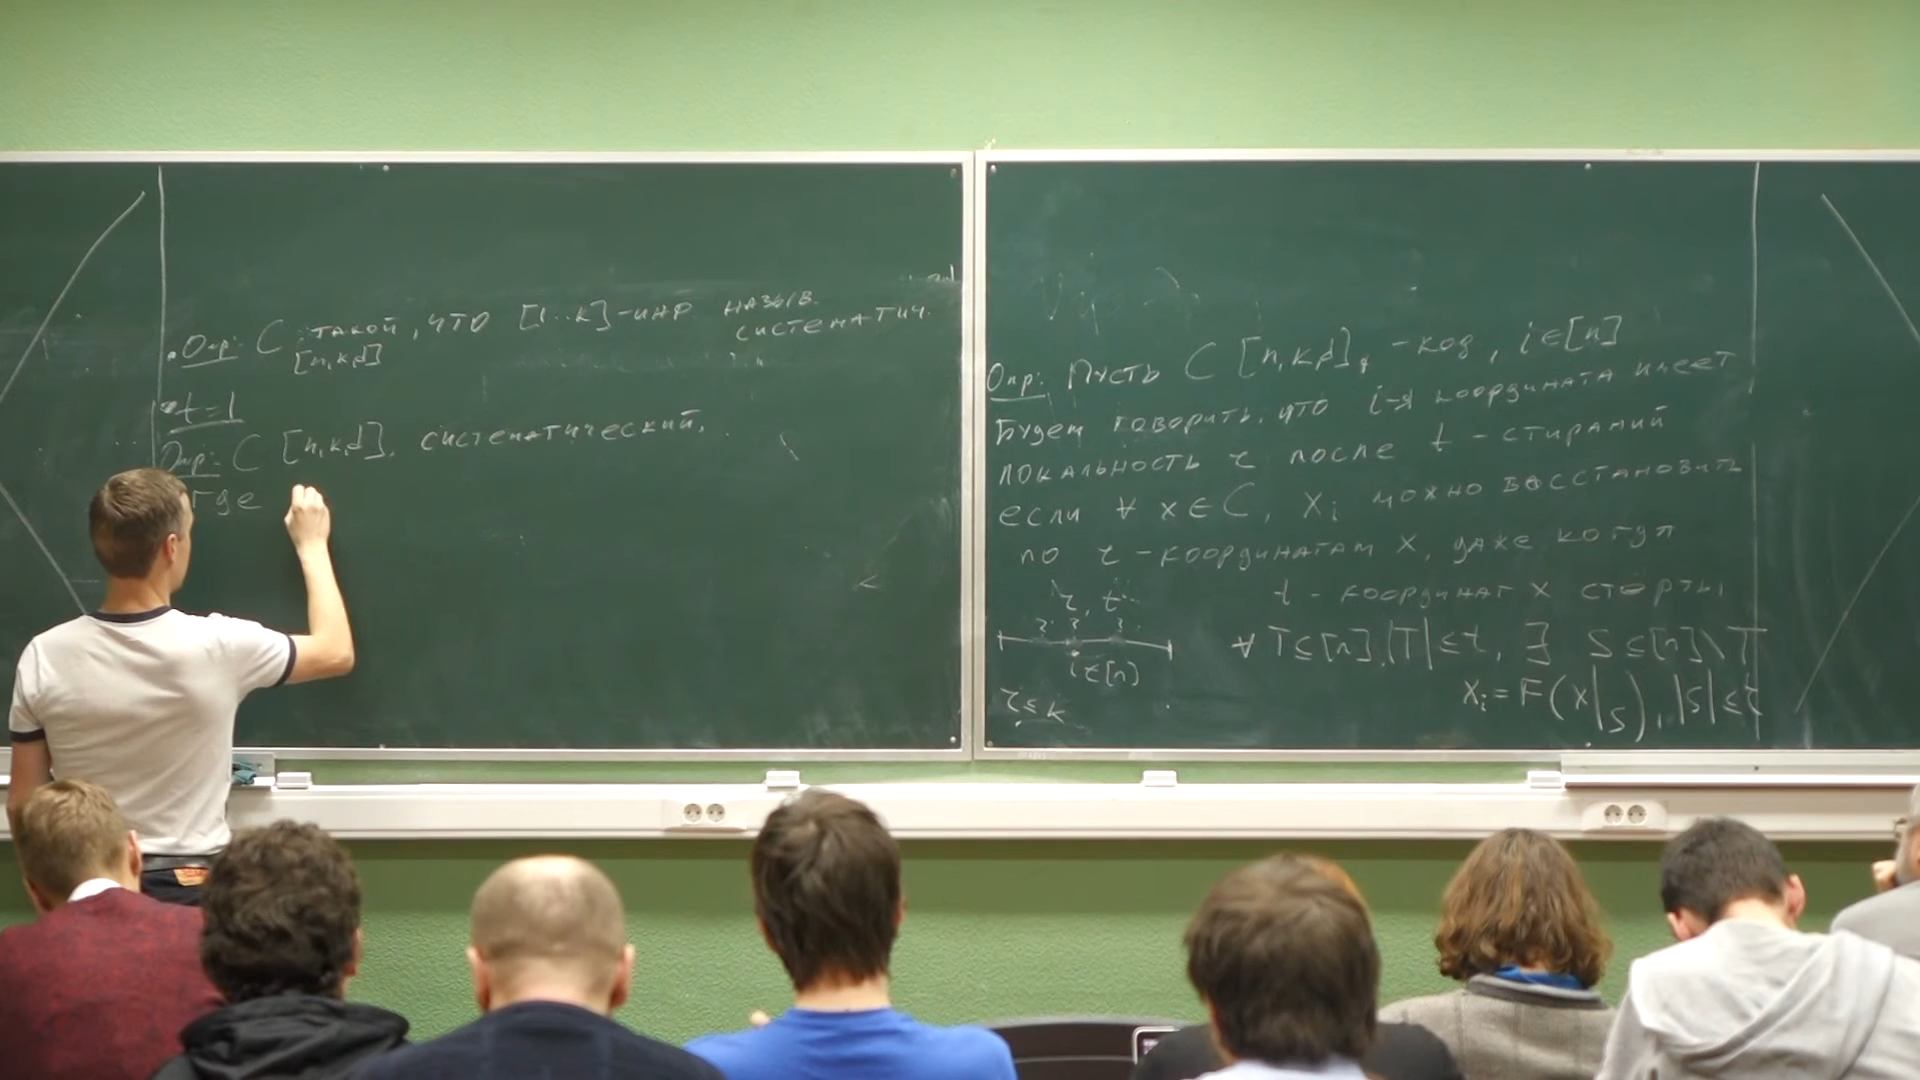 Опр: C такой, что [1..k]-инф назыв.
[n,k,d] систематич.
t=1
Опр: C [n,k,d], систематический,
где
Опр: Пусть C [n,k,d]q -код, i∈[n]
Будем говорить, что i-я координата имеет
локальность r после t - стираний
если ∀ x∈C, xi можно восстановить
по r -координатам x, даже когда
t - координат x стерты
r, t
∀ T⊆[n], |T|≤t, ∃ S⊆[n]\T
i∈[n]
xi = F(x|S), |S|≤r
r≤k